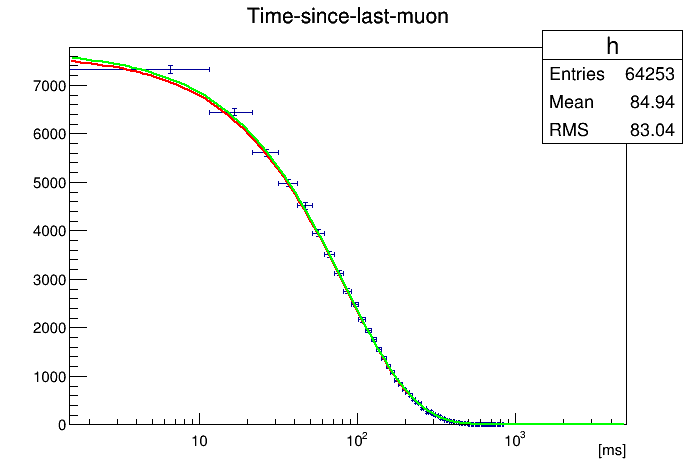 Time-since-last-muon
h
Entries 64253
Mean 84.94
RMS 83.04
7000
6000
5000
4000
3000
2000
1000
0
10 10² 10³
[ms]